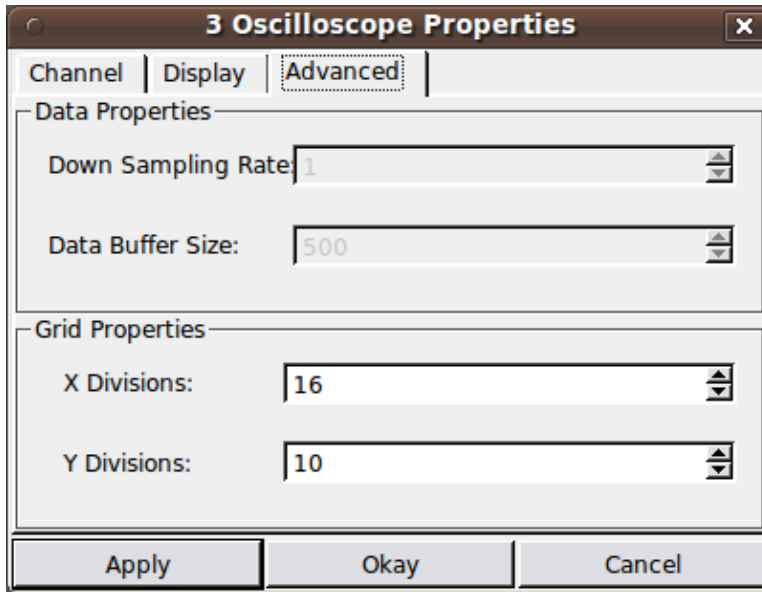 3 Oscilloscope Properties
Channel Display Advanced
Data Properties
Down Sampling Rate: 1
Data Buffer Size: 500
Grid Properties
X Divisions: 16
Y Divisions: 10
Apply Okay Cancel